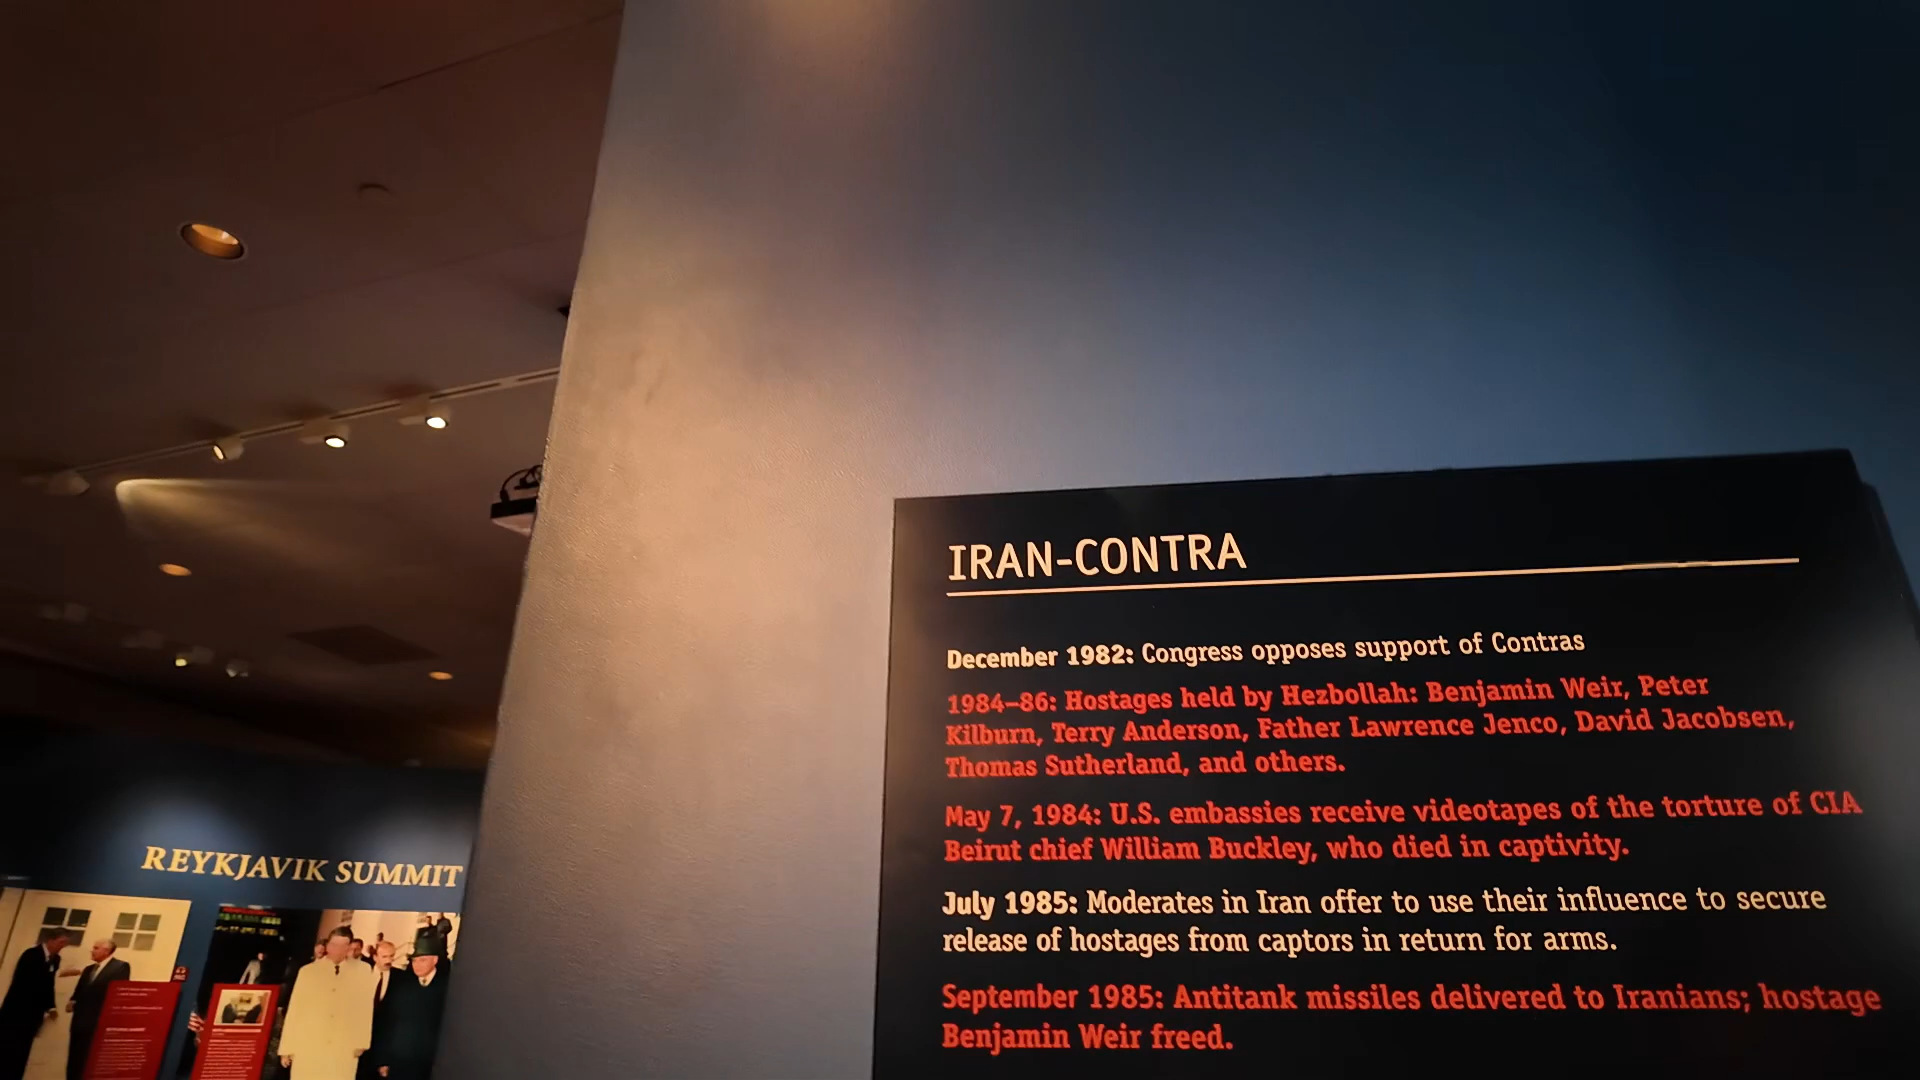 IRAN-CONTRA
December 1982: Congress opposes support of Contras
1984–86: Hostages held by Hezbollah: Benjamin Weir, Peter
Kilburn, Terry Anderson, Father Lawrence Jenco, David Jacobsen,
Thomas Sutherland, and others.
May 7, 1984: U.S. embassies receive videotapes of the torture of CIA
Beirut chief William Buckley, who died in captivity.
July 1985: Moderates in Iran offer to use their influence to secure
release of hostages from captors in return for arms.
September 1985: Antitank missiles delivered to Iranians; hostage
Benjamin Weir freed.
REYKJAVIK SUMMIT